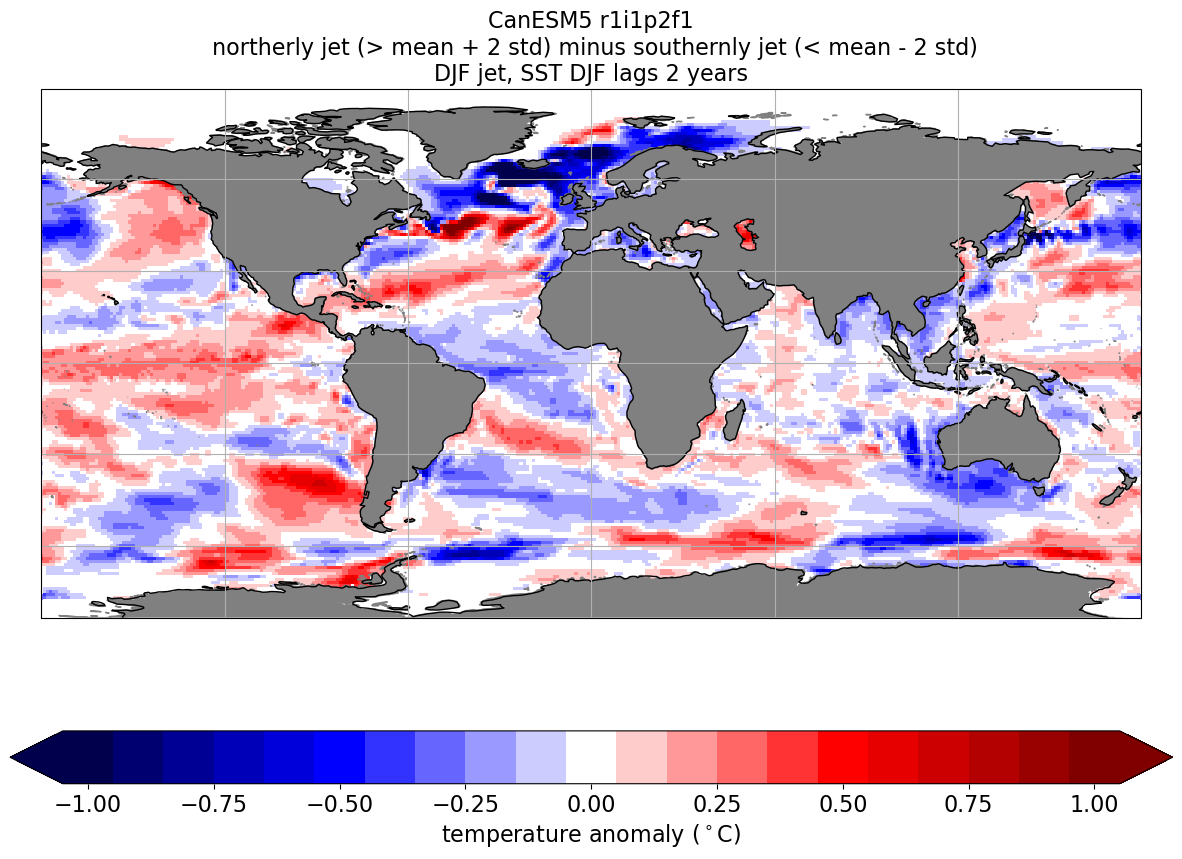 CanESM5 r1i1p2f1
northerly jet (> mean + 2 std) minus southernly jet (< mean - 2 std)
DJF jet, SST DJF lags 2 years
−1.00 −0.75 −0.50 −0.25 0.00 0.25 0.50 0.75 1.00
temperature anomaly (°C)